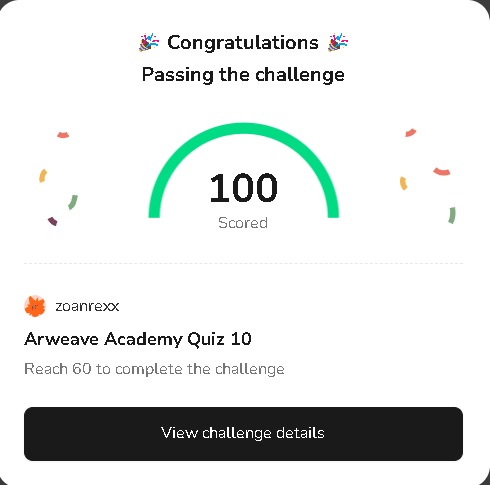 🎉 Congratulations 🎉
Passing the challenge
100
Scored
zoanrexx
Arweave Academy Quiz 10
Reach 60 to complete the challenge
View challenge details